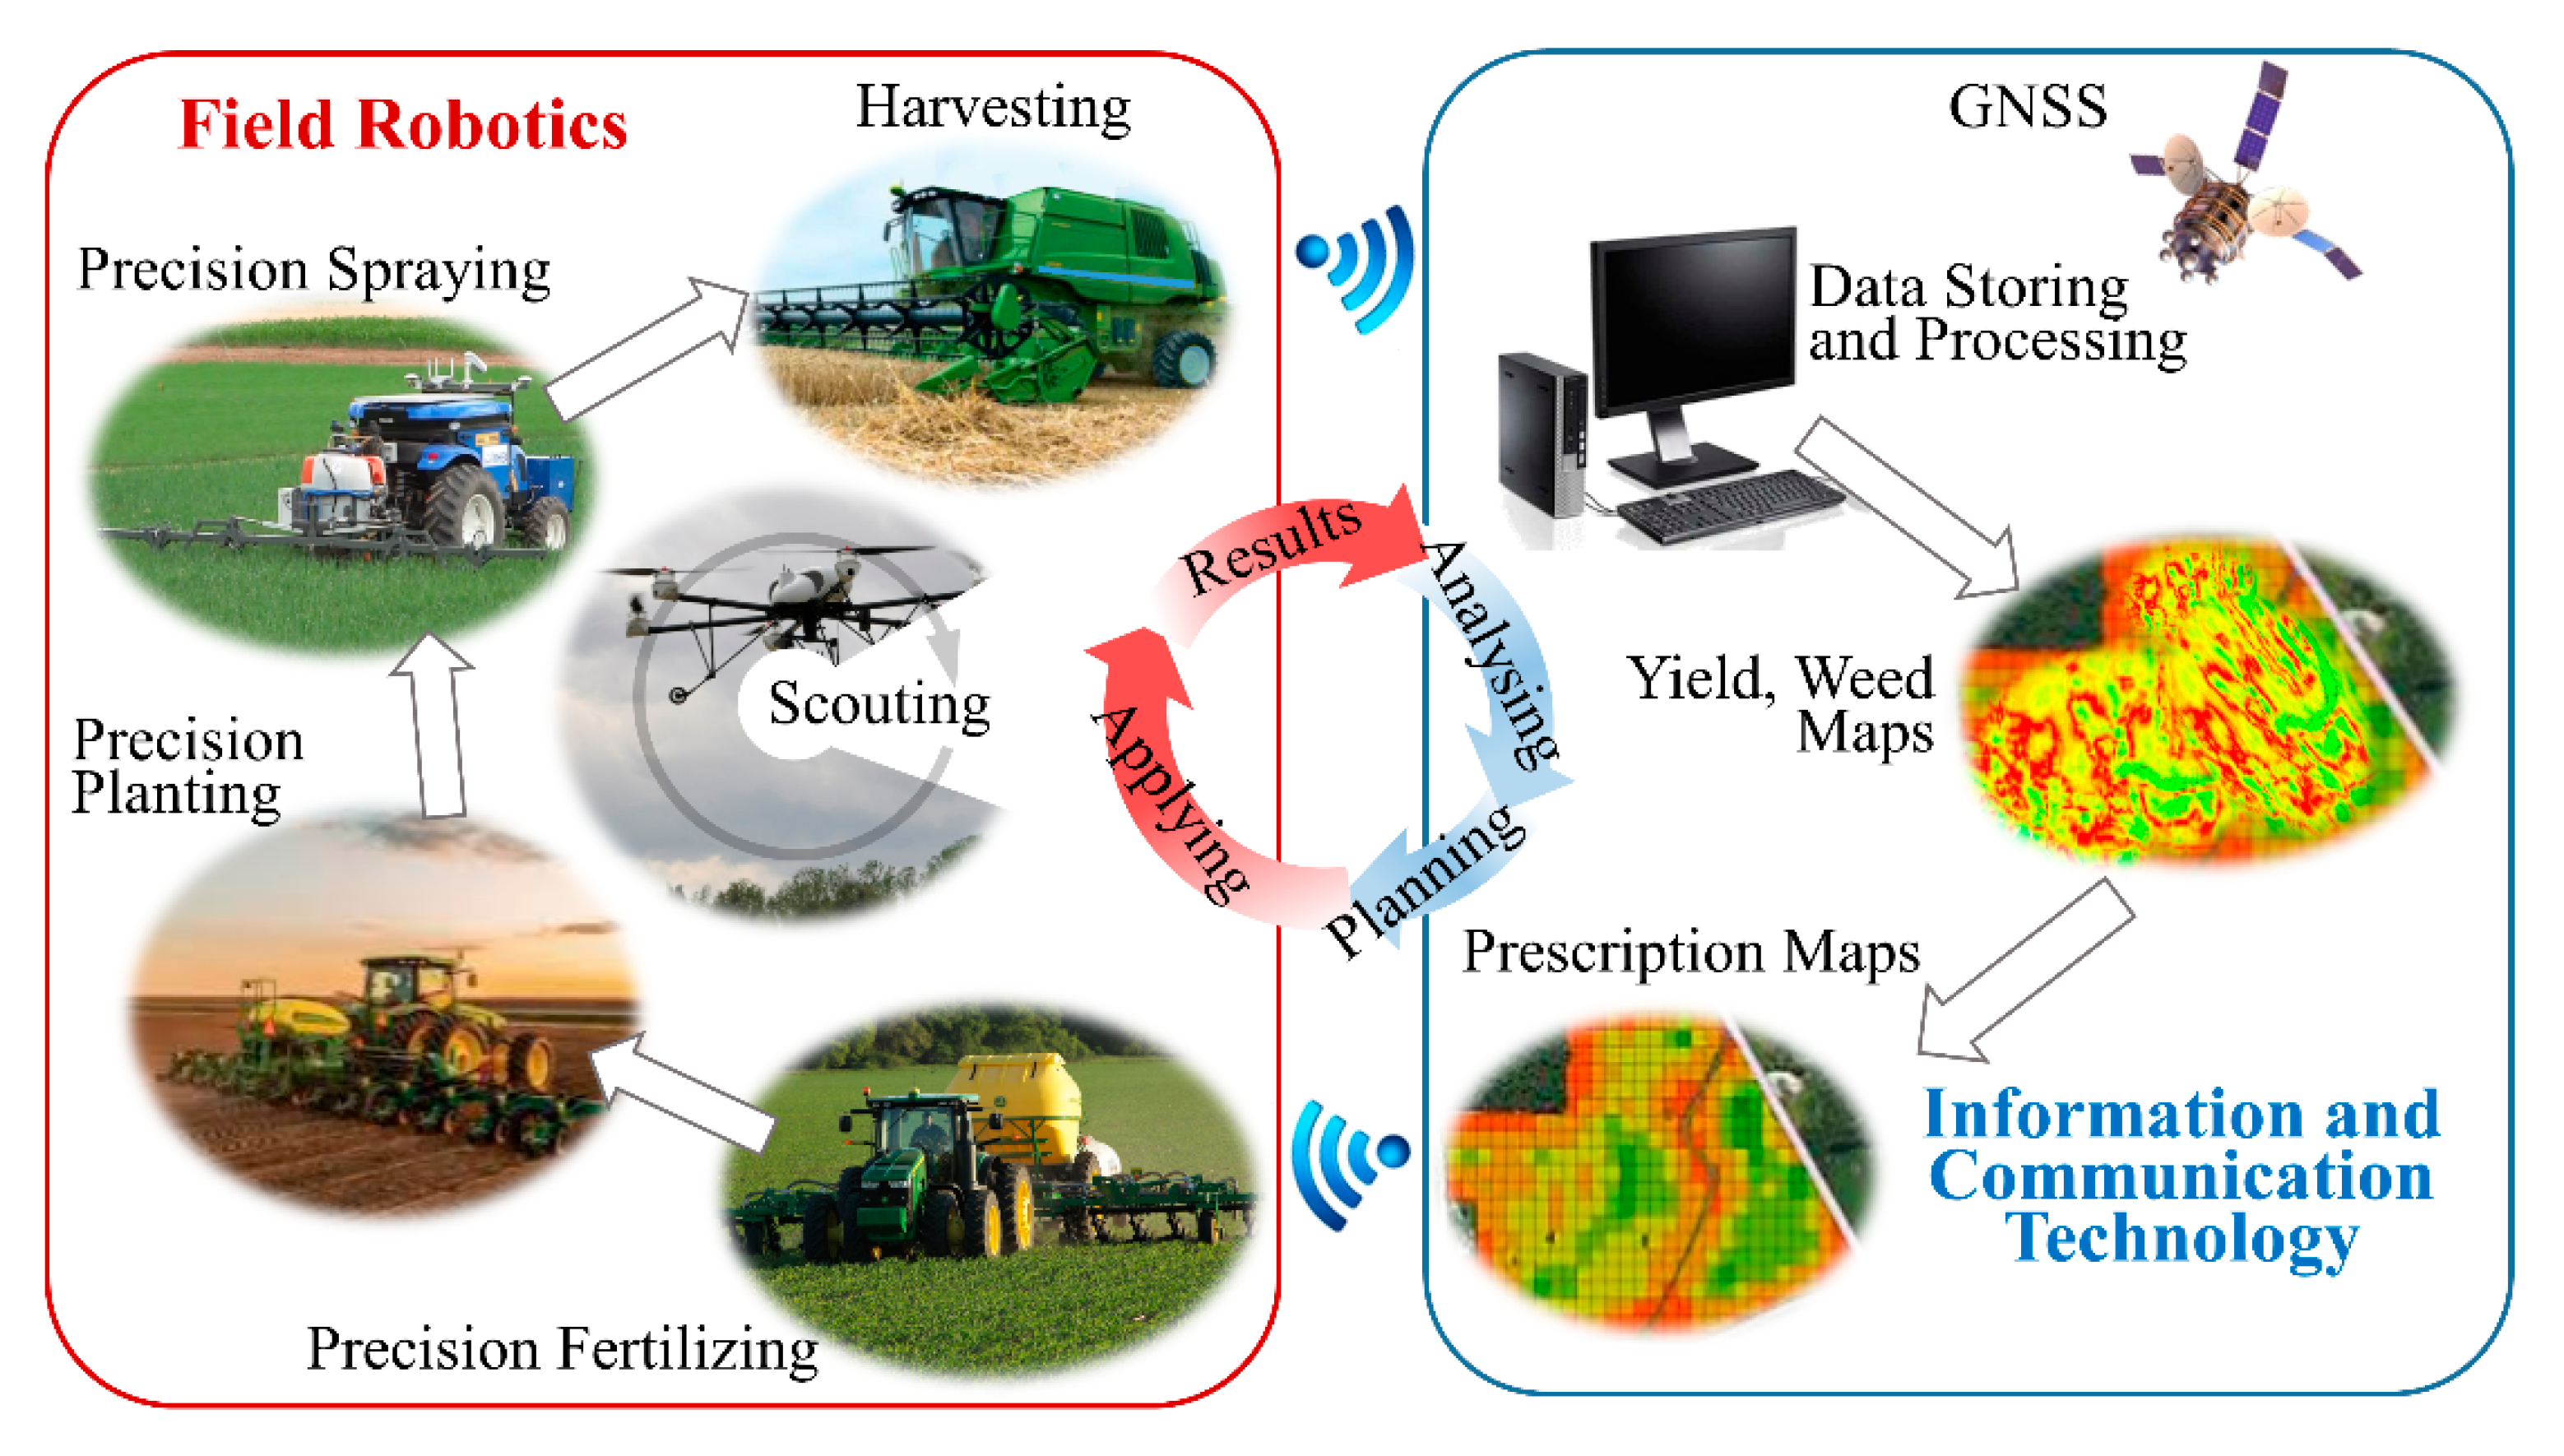 Field Robotics
Harvesting
Precision Spraying
Scouting
Precision
Planting
Precision Fertilizing
Results
Analysing
Planning
Applying
GNSS
Data Storing
and Processing
Yield, Weed
Maps
Prescription Maps
Information and
Communication
Technology